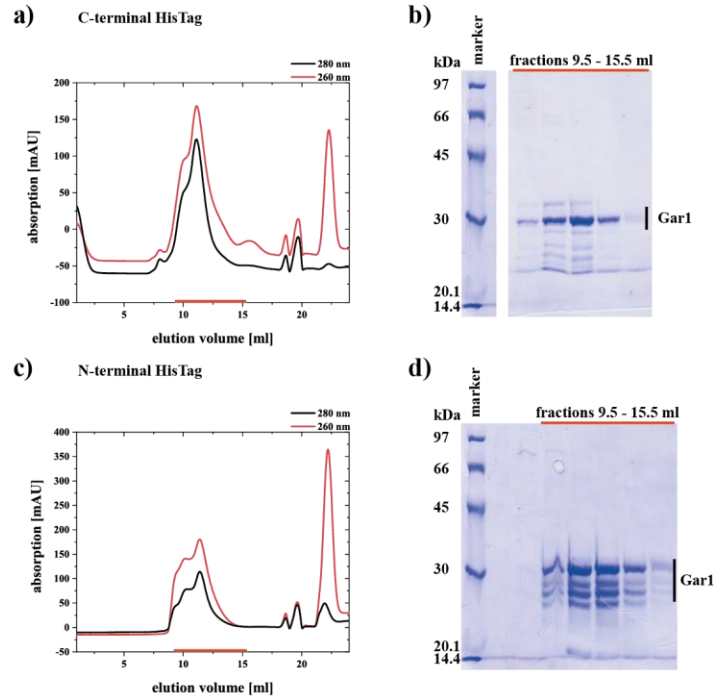 a) C-terminal HisTag
280 nm
260 nm
200
150
100
50
0
-50
-100
5 10 15 20
absorption [mAU]
elution volume [ml]
b)
marker
kDa
fractions 9.5 - 15.5 ml
97
66
45
30
20.1
14.4
Gar1
c) N-terminal HisTag
280 nm
260 nm
400
350
300
250
200
150
100
50
0
-50
5 10 15 20
absorption [mAU]
elution volume [ml]
d)
marker
kDa
fractions 9.5 - 15.5 ml
97
66
45
30
20.1
14.4
Gar1